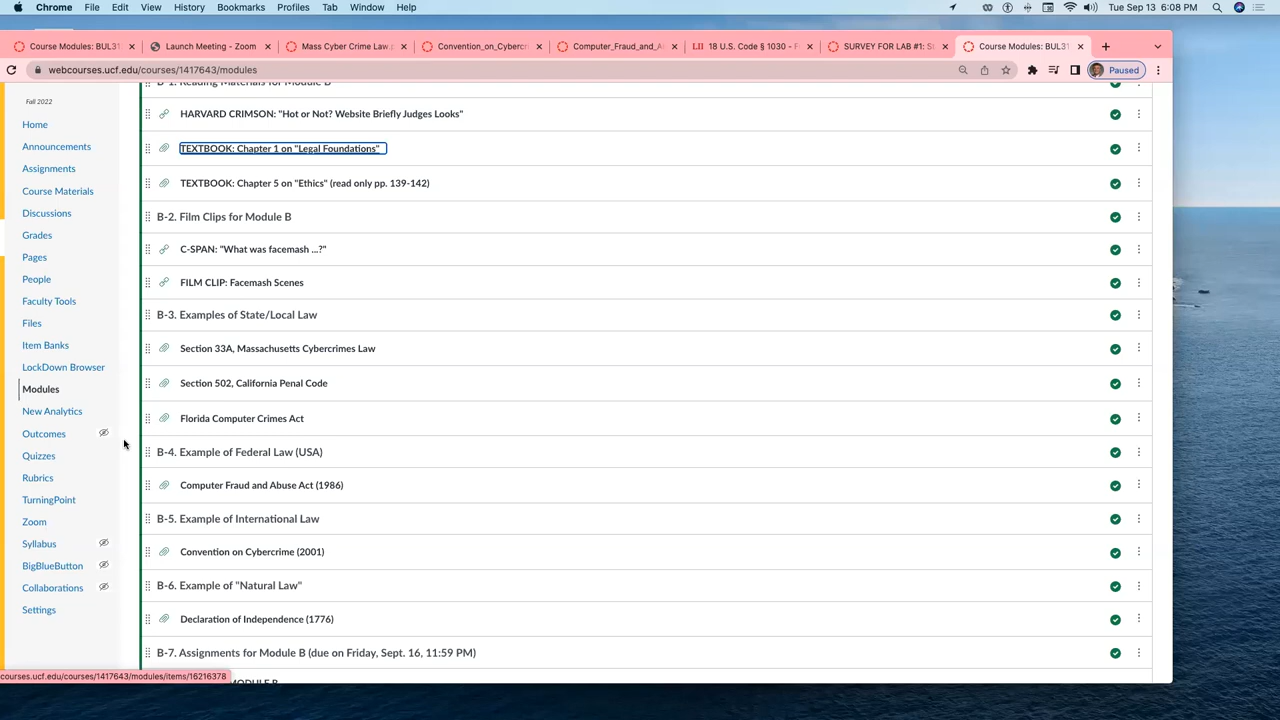 Chrome File Edit View History Bookmarks Profiles Tab Window Help Tue Sep 13 6:08 PM
Course Modules: BUL31 Launch Meeting - Zoom Mass Cyber Crime Law. Convention_on_Cybercri Computer_Fraud_and_A LII 18 U.S. Code § 1030 - F SURVEY FOR LAB #1: S Course Modules: BUL31
webcourses.ucf.edu/courses/1417643/modules Paused
Fall 2022
Home
Announcements
Assignments
Course Materials
Discussions
Grades
Pages
People
Faculty Tools
Files
Item Banks
LockDown Browser
Modules
New Analytics
Outcomes
Quizzes
Rubrics
TurningPoint
Zoom
Syllabus
BigBlueButton
Collaborations
Settings
B-1. Reading Materials for Module B
HARVARD CRIMSON: "Hot or Not? Website Briefly Judges Looks"
TEXTBOOK: Chapter 1 on "Legal Foundations"
TEXTBOOK: Chapter 5 on "Ethics" (read only pp. 139-142)
B-2. Film Clips for Module B
C-SPAN: "What was facemash ...?"
FILM CLIP: Facemash Scenes
B-3. Examples of State/Local Law
Section 33A, Massachusetts Cybercrimes Law
Section 502, California Penal Code
Florida Computer Crimes Act
B-4. Example of Federal Law (USA)
Computer Fraud and Abuse Act (1986)
B-5. Example of International Law
Convention on Cybercrime (2001)
B-6. Example of "Natural Law"
Declaration of Independence (1776)
B-7. Assignments for Module B (due on Friday, Sept. 16, 11:59 PM)
MODULE B
courses.ucf.edu/courses/1417643/modules/items/16216378